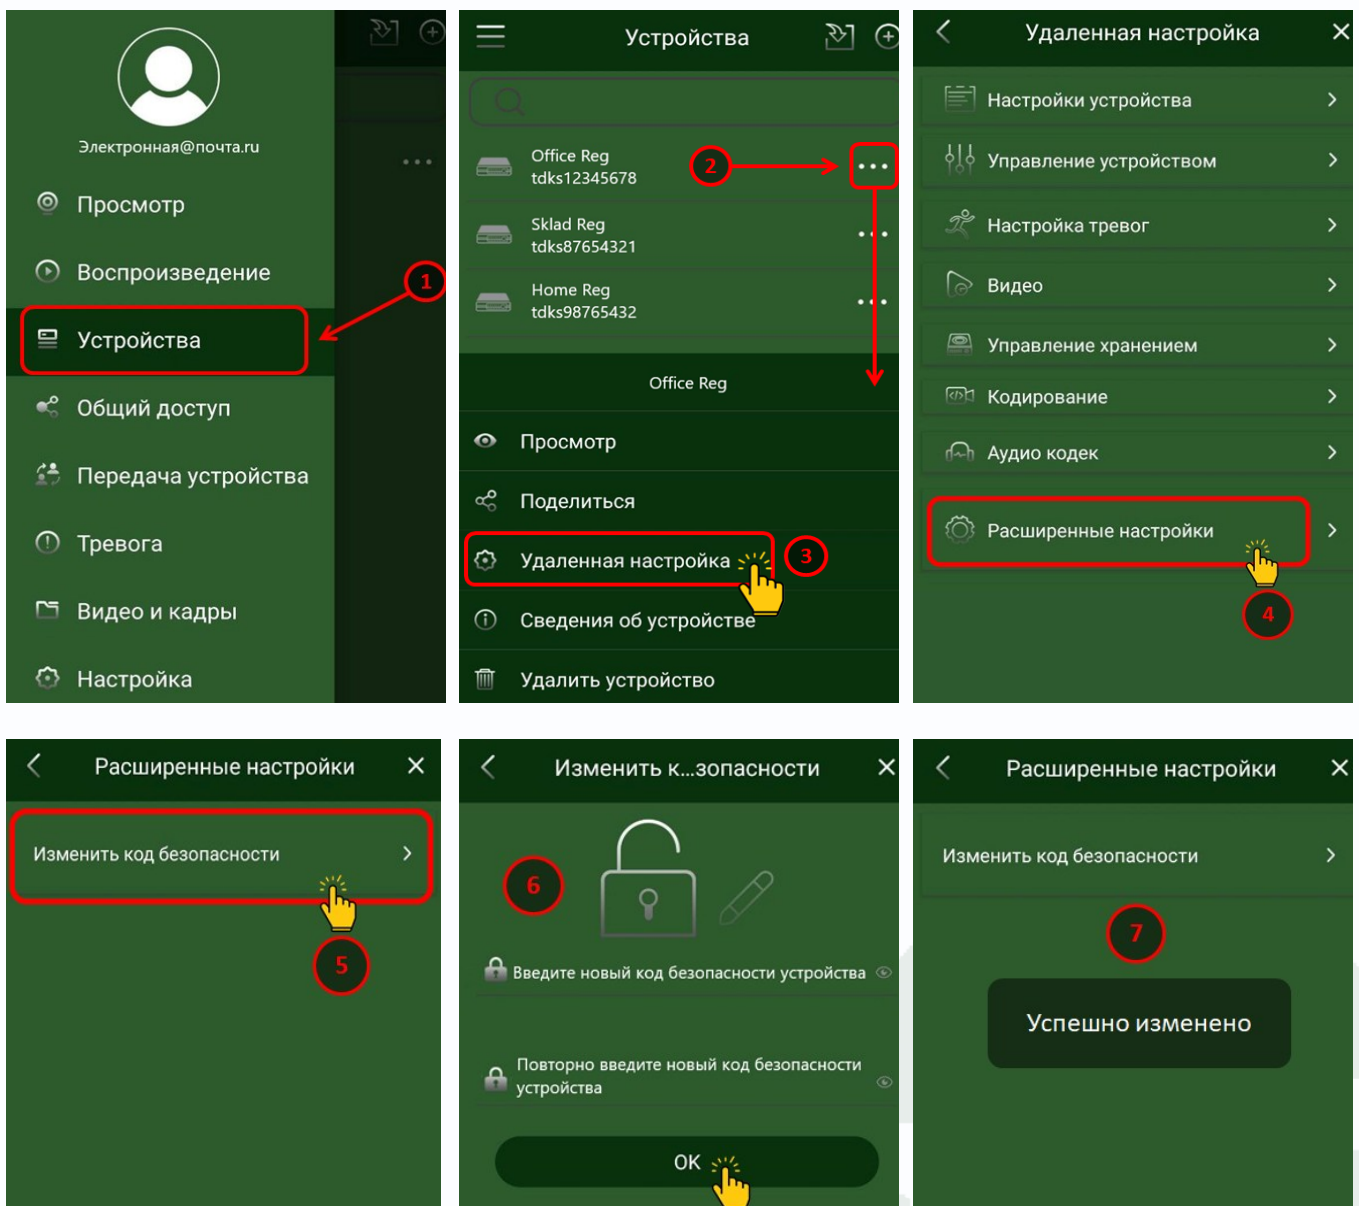 Электронная@почта.ru
Просмотр
Воспроизведение
1
Устройства
Общий доступ
Передача устройства
Тревога
Видео и кадры
Настройка
Устройства
Office Reg
tdks12345678
2
Sklad Reg
tdks87654321
Home Reg
tdks98765432
Office Reg
Просмотр
Поделиться
Удаленная настройка
3
Сведения об устройстве
Удалить устройство
Удаленная настройка
Настройки устройства
Управление устройством
Настройка тревог
Видео
Управление хранением
Кодирование
Аудио кодек
Расширенные настройки
4
Расширенные настройки
Изменить код безопасности
5
Изменить к...зопасности
6
Введите новый код безопасности устройства
Повторно введите новый код безопасности
устройства
OK
Расширенные настройки
Изменить код безопасности
7
Успешно изменено